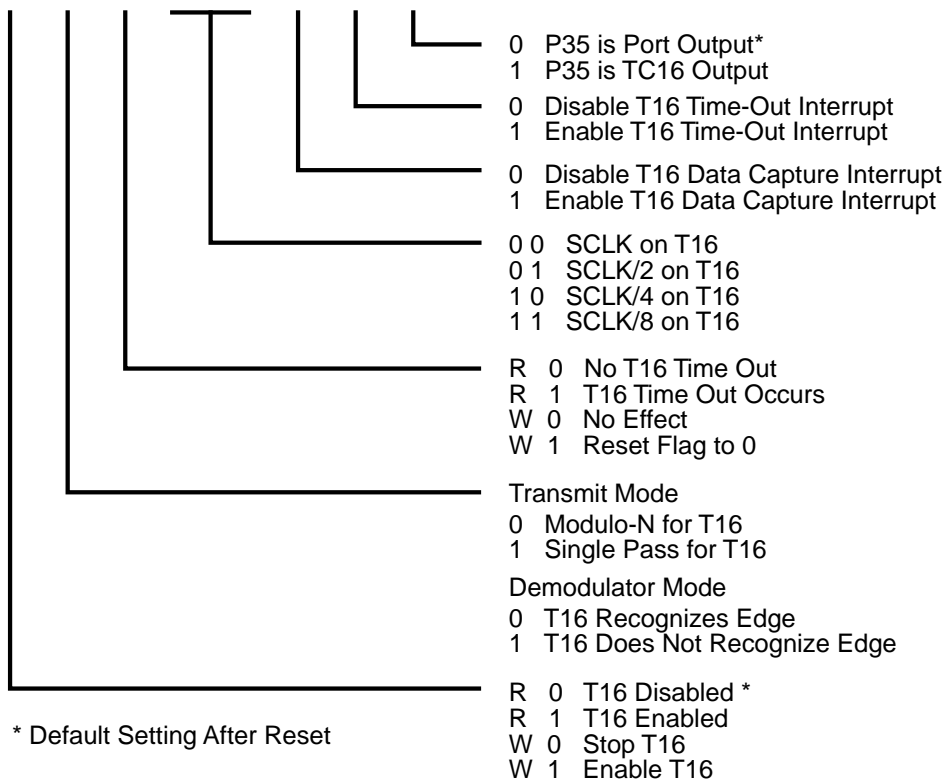 0 P35 is Port Output*
1 P35 is TC16 Output
0 Disable T16 Time-Out Interrupt
1 Enable T16 Time-Out Interrupt
0 Disable T16 Data Capture Interrupt
1 Enable T16 Data Capture Interrupt
0 0 SCLK on T16
0 1 SCLK/2 on T16
1 0 SCLK/4 on T16
1 1 SCLK/8 on T16
R 0 No T16 Time Out
R 1 T16 Time Out Occurs
W 0 No Effect
W 1 Reset Flag to 0
Transmit Mode
0 Modulo-N for T16
1 Single Pass for T16
Demodulator Mode
0 T16 Recognizes Edge
1 T16 Does Not Recognize Edge
R 0 T16 Disabled *
R 1 T16 Enabled
W 0 Stop T16
W 1 Enable T16
* Default Setting After Reset